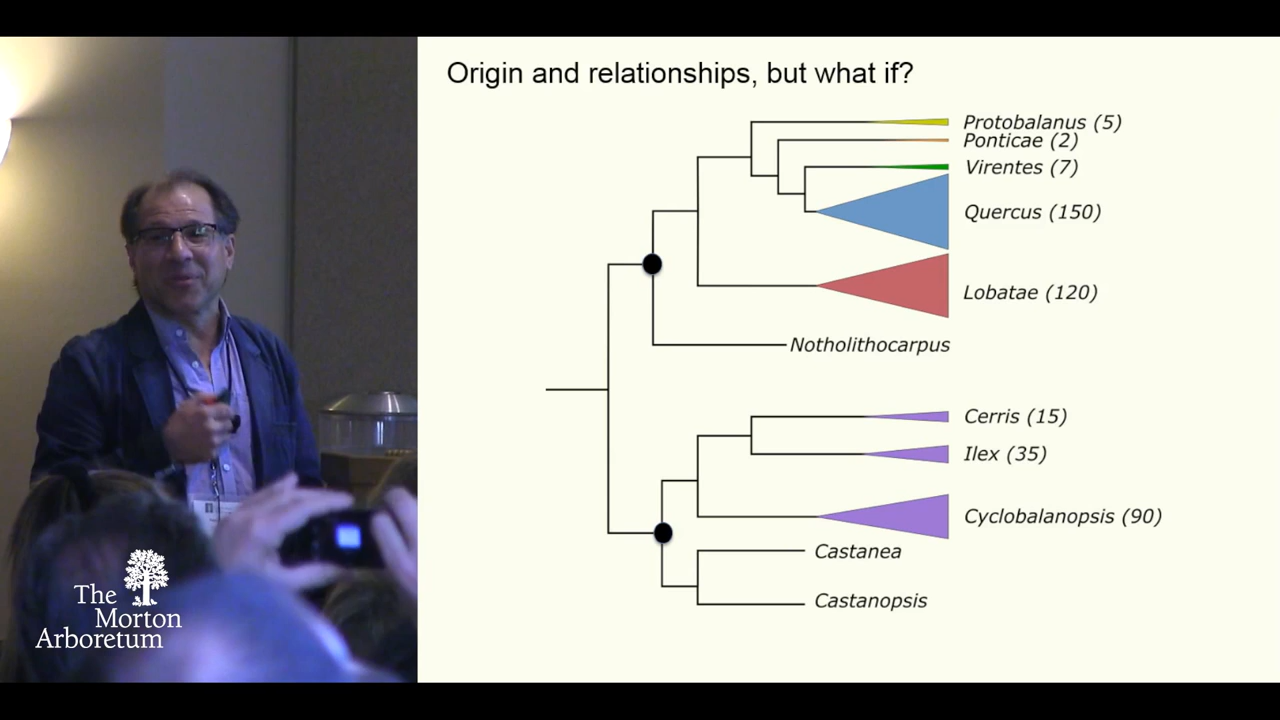 Origin and relationships, but what if?
Protobalanus (5)
Ponticae (2)
Virentes (7)
Quercus (150)
Lobatae (120)
Notholithocarpus
Cerris (15)
Ilex (35)
Cyclobalanopsis (90)
Castanea
Castanopsis
The
Morton
Arboretum